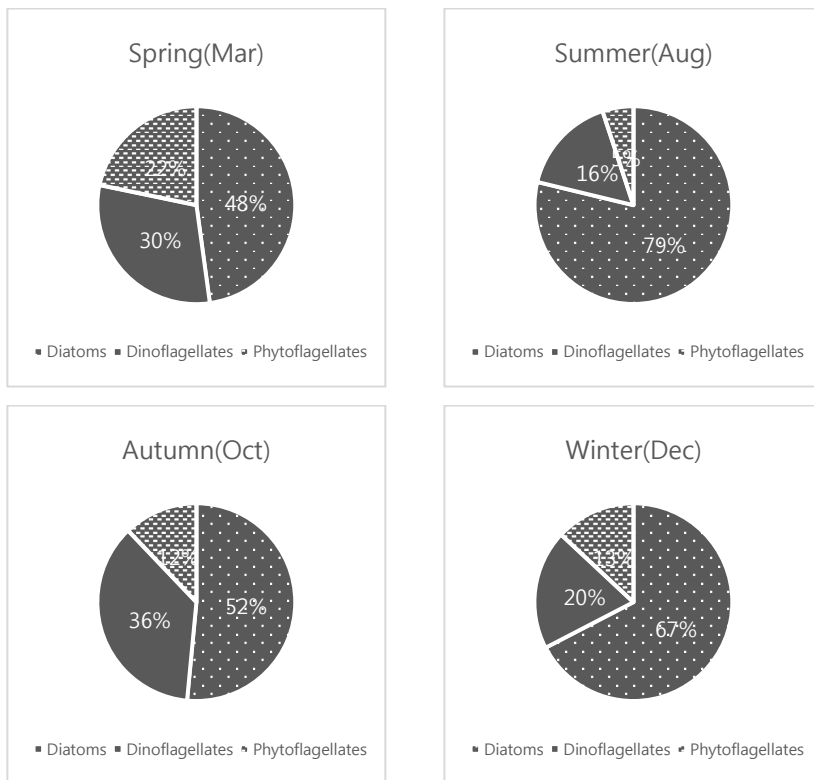 Spring(Mar)
22%
48%
30%
Diatoms Dinoflagellates Phytoflagellates
Summer(Aug)
5%
16%
79%
Diatoms Dinoflagellates Phytoflagellates
Autumn(Oct)
12%
52%
36%
Diatoms Dinoflagellates Phytoflagellates
Winter(Dec)
13%
20%
67%
Diatoms Dinoflagellates Phytoflagellates